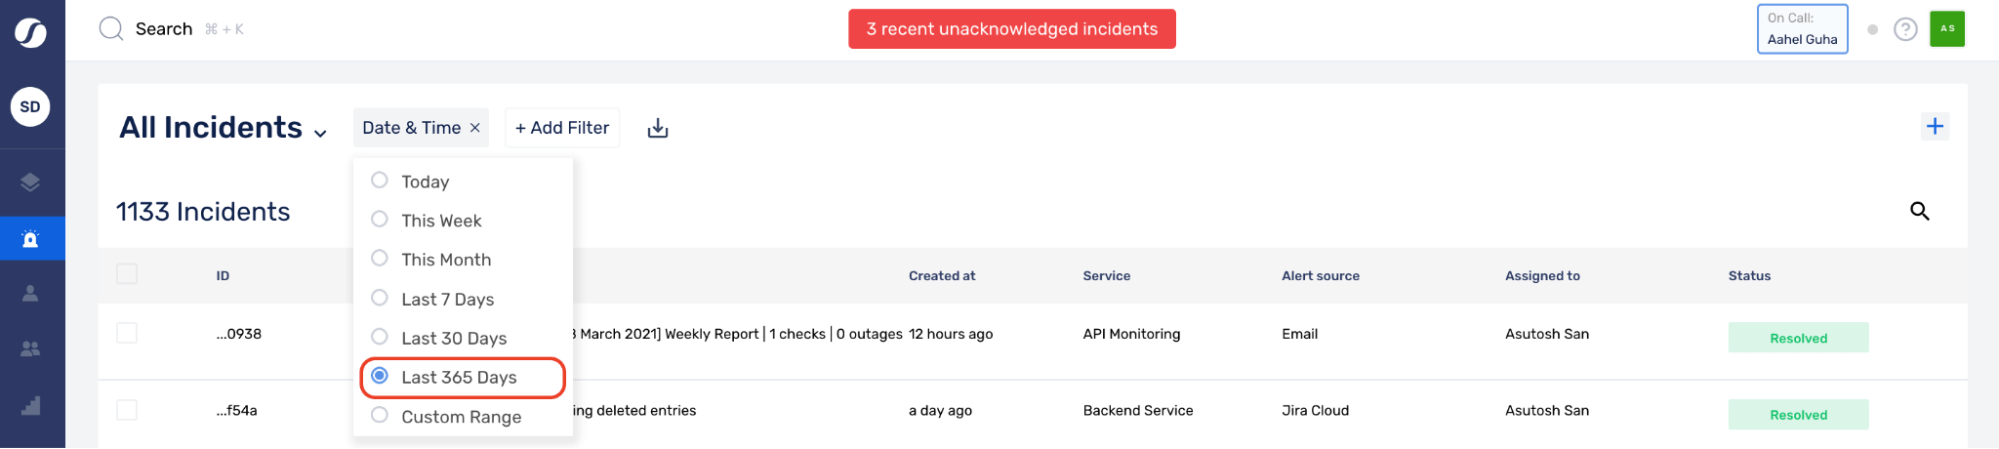 Search ⌘ + K
3 recent unacknowledged incidents
On Call:
Aahel Guha
?
AS
SD
All Incidents
Date & Time ×
+ Add Filter
+
Today
This Week
This Month
Last 7 Days
Last 30 Days
Last 365 Days
Custom Range
1133 Incidents
ID Created at Service Alert source Assigned to Status
...0938 March 2021] Weekly Report | 1 checks | 0 outages 12 hours ago API Monitoring Email Asutosh San Resolved
...f54a ing deleted entries a day ago Backend Service Jira Cloud Asutosh San Resolved